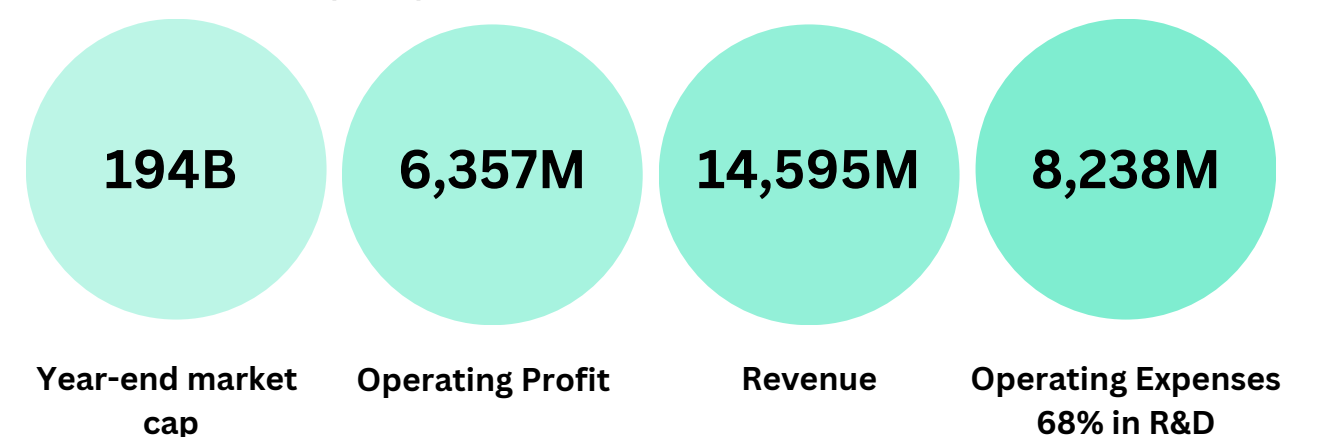 194B
6,357M
14,595M
8,238M
Year-end market
cap
Operating Profit
Revenue
Operating Expenses
68% in R&D